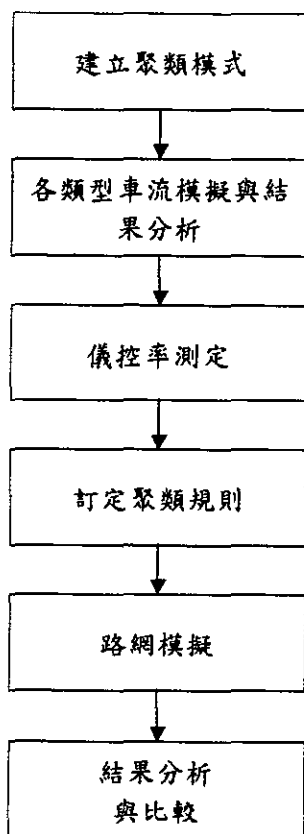 建立聚類模式
各類型車流模擬與結
果分析
儀控率測定
訂定聚類規則
路網模擬
結果分析
與比較